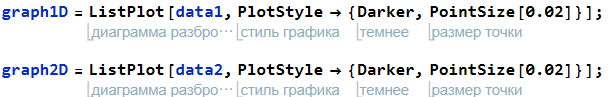 graph1D = ListPlot[data1, PlotStyle → {Darker, PointSize[0.02]}];
диаграмма разбро⋯ стиль графика темнее размер точки
graph2D = ListPlot[data2, PlotStyle → {Darker, PointSize[0.02]}];
диаграмма разбро⋯ стиль графика темнее размер точки